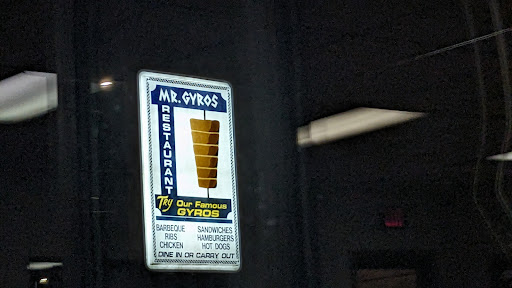 MR. GYROS
RESTAURANT
Try Our Famous
GYROS
BARBEQUE SANDWICHES
RIBS HAMBURGERS
CHICKEN HOT DOGS
DINE IN OR CARRY OUT